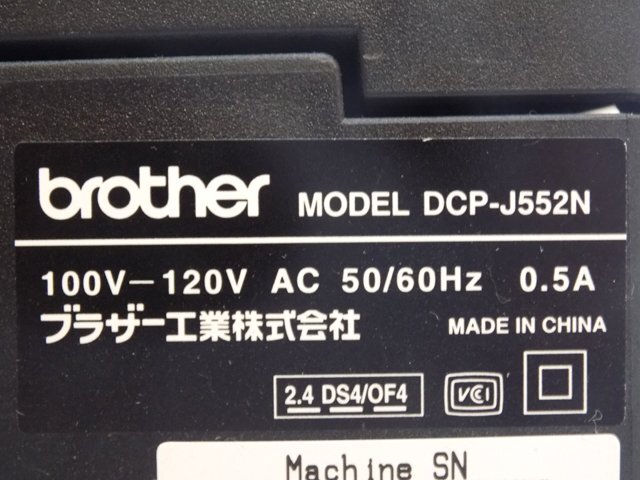 brother MODEL DCP-J552N
100V－120V AC 50/60Hz 0.5A
ブラザー工業株式会社 MADE IN CHINA
2.4 DS4/OF4 VCI
Machine SN